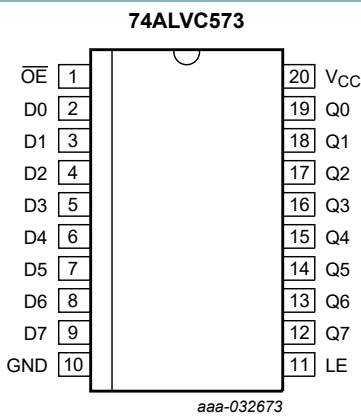 74ALVC573
O̅E̅ 1 20 VCC
D0 2 19 Q0
D1 3 18 Q1
D2 4 17 Q2
D3 5 16 Q3
D4 6 15 Q4
D5 7 14 Q5
D6 8 13 Q6
D7 9 12 Q7
GND 10 11 LE
aaa-032673